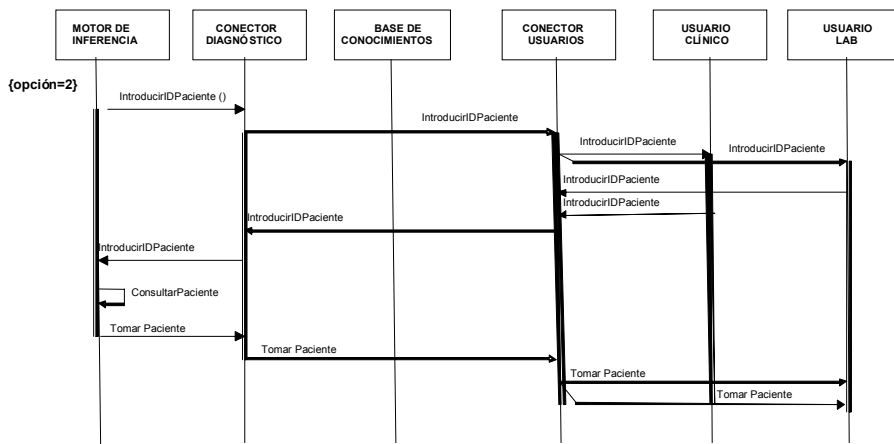 MOTOR DE
INFERENCIA
CONECTOR
DIAGNÓSTICO
BASE DE
CONOCIMIENTOS
CONECTOR
USUARIOS
USUARIO
CLÍNICO
USUARIO
LAB
{opción=2}
IntroducirIDPaciente ()
IntroducirIDPaciente
IntroducirIDPaciente
IntroducirIDPaciente
IntroducirIDPaciente
IntroducirIDPaciente
IntroducirIDPaciente
IntroducirIDPaciente
ConsultarPaciente
Tomar Paciente
Tomar Paciente
Tomar Paciente
Tomar Paciente